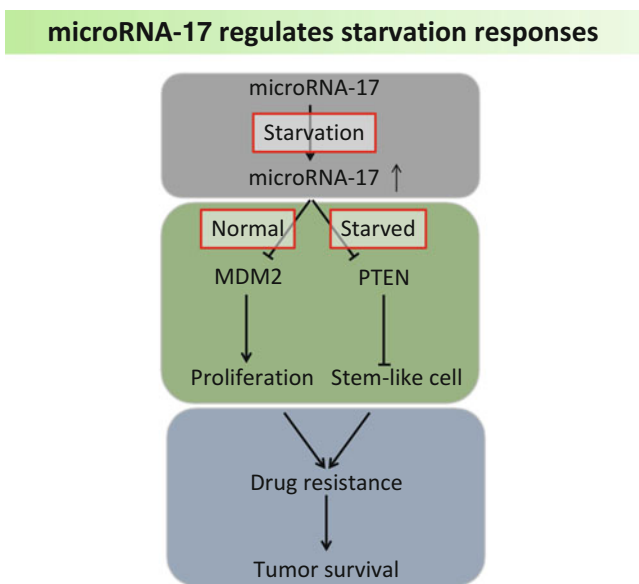 microRNA-17 regulates starvation responses
microRNA-17
Starvation
microRNA-17 ↑
Normal Starved
MDM2 PTEN
Proliferation Stem-like cell
Drug resistance
Tumor survival